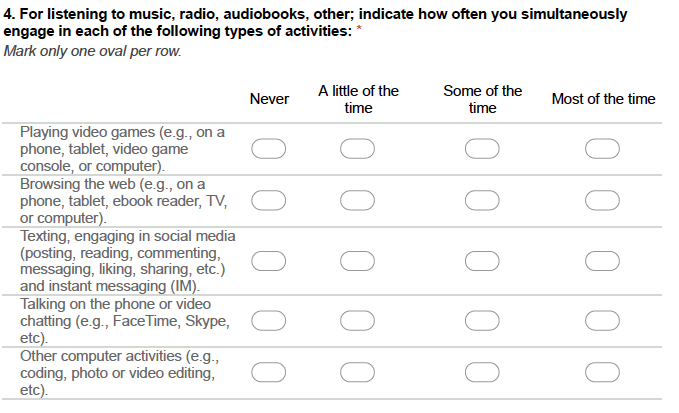 4. For listening to music, radio, audiobooks, other; indicate how often you simultaneously
engage in each of the following types of activities: *
Mark only one oval per row.
Never
A little of the
time
Some of the
time
Most of the time
Playing video games (e.g., on a
phone, tablet, video game
console, or computer).
Browsing the web (e.g., on a
phone, tablet, ebook reader, TV,
or computer).
Texting, engaging in social media
(posting, reading, commenting,
messaging, liking, sharing, etc.)
and instant messaging (IM).
Talking on the phone or video
chatting (e.g., FaceTime, Skype,
etc).
Other computer activities (e.g.,
coding, photo or video editing,
etc).